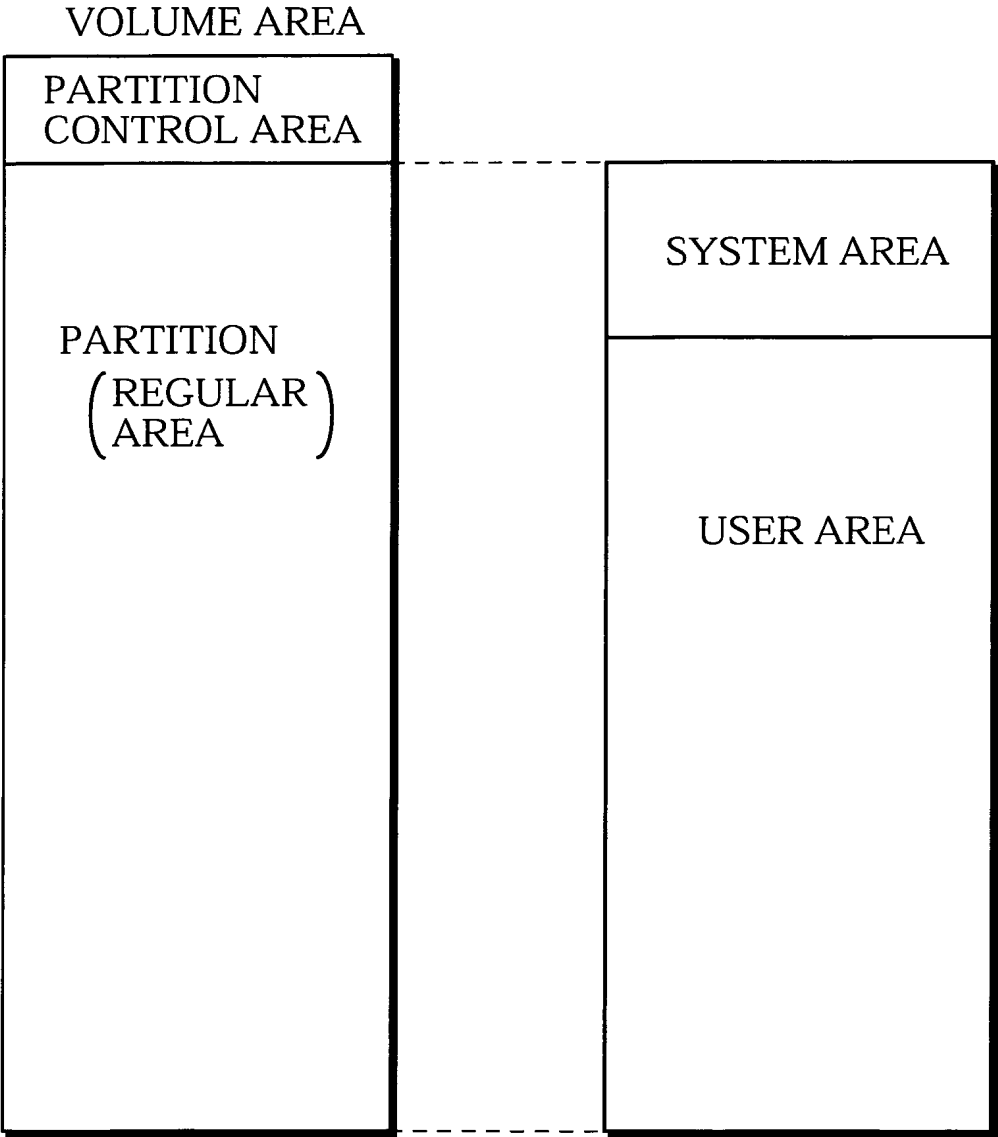 VOLUME AREA
PARTITION
CONTROL AREA
PARTITION
(REGULAR
AREA)
SYSTEM AREA
USER AREA